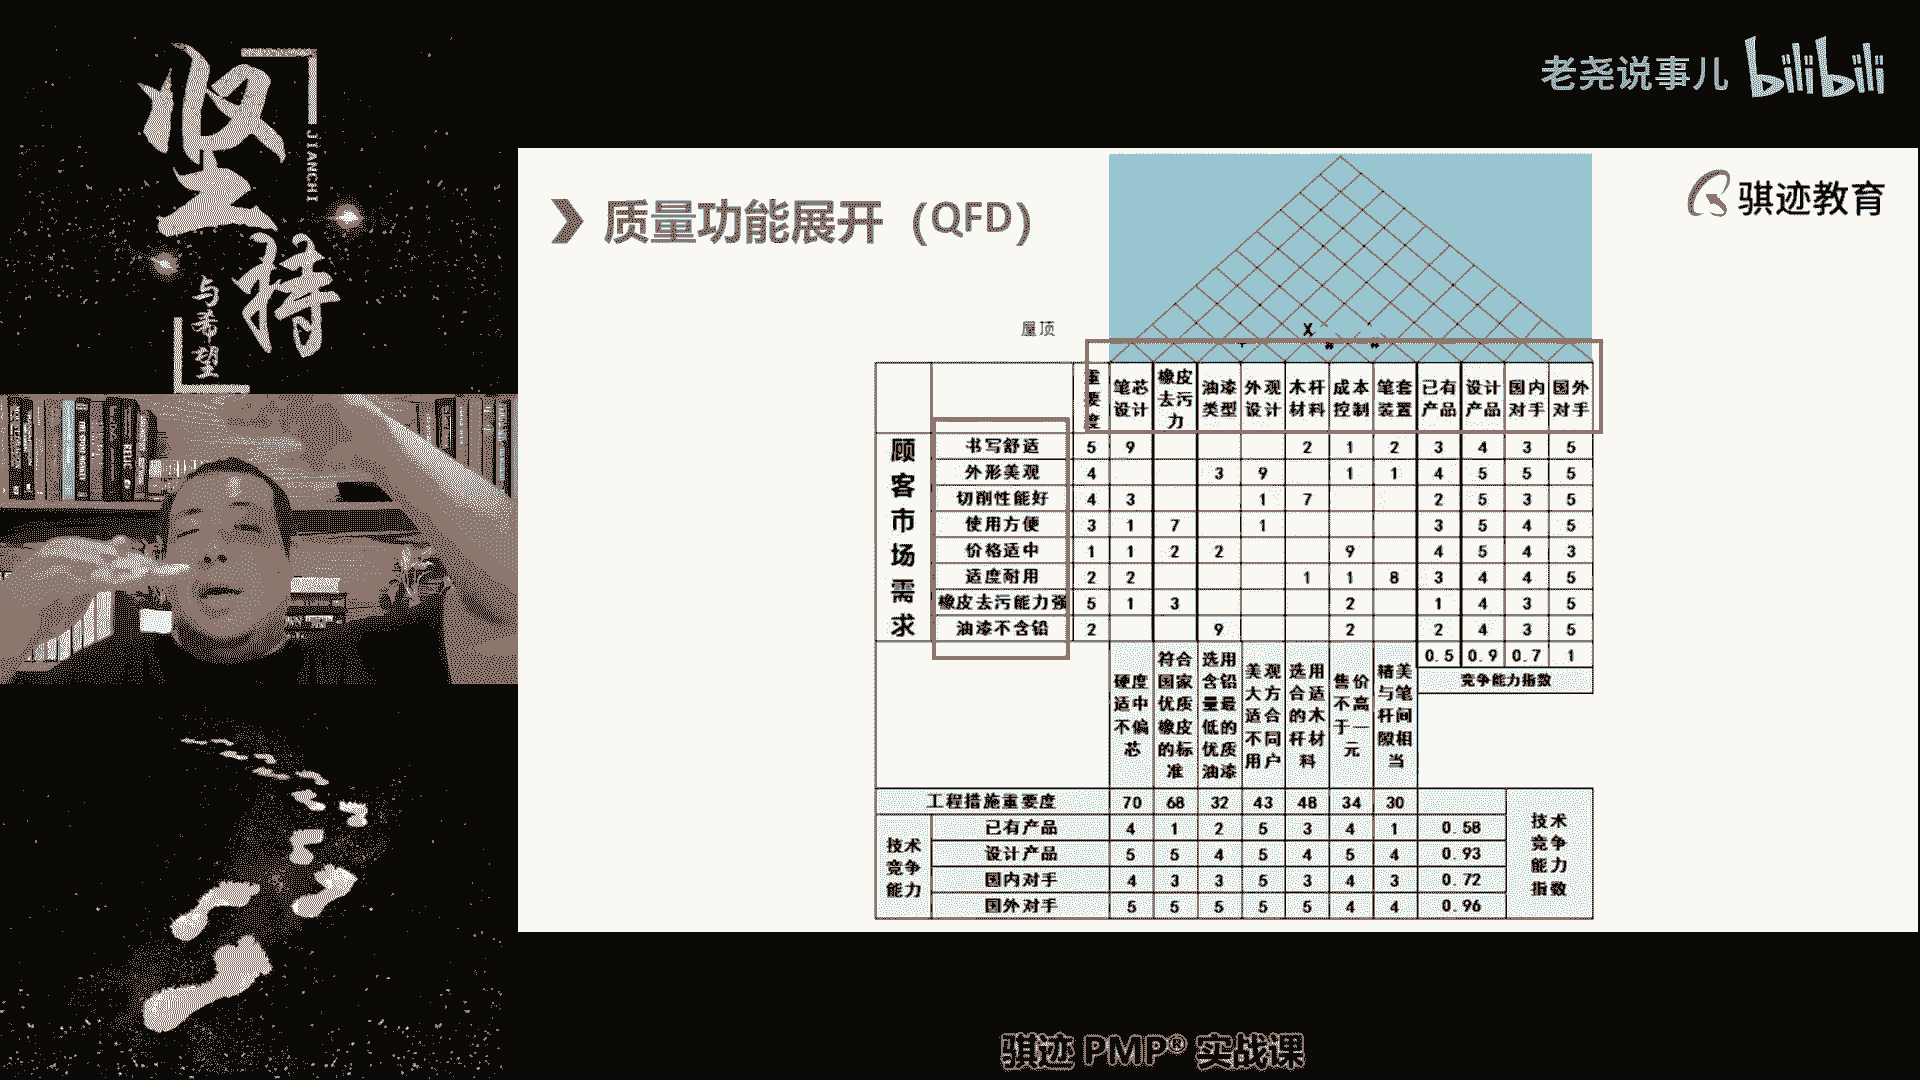 坚持
JIANCHI
与希望
老尧说事儿 bilibili
骐迹教育
质量功能展开（QFD）
屋顶
X
重要度 笔芯设计 橡皮去污力 油漆类型 外观设计 木杆材料 成本控制 笔套装置 已有产品 设计产品 国内对手 国外对手
顾客市场需求
书写舒适 5 9 2 1 2 3 4 3 5
外形美观 4 3 9 1 1 4 5 5 5
切削性能好 4 3 1 7 2 5 3 5
使用方便 3 1 7 1 3 5 4 5
价格适中 1 1 2 2 9 4 5 4 3
适度耐用 2 2 1 1 8 3 4 4 5
橡皮去污能力强 5 1 3 2 1 4 3 5
油漆不含铅 2 9 2 2 4 3 5
0.5 0.9 0.7 1
竞争能力指数
硬度适中不偏芯 符合国家优质橡皮的标准 选用含铅量最低的优质油漆 美观大方适合不同用户 选用合适的木杆材料 售价不高于一元 精美与笔杆间隙相当
工程措施重要度 70 68 32 43 48 34 30
技术竞争能力
已有产品 4 1 2 5 3 4 1 0.58
设计产品 5 5 4 5 4 5 4 0.93
国内对手 4 3 3 5 3 4 3 0.72
国外对手 5 5 5 5 5 4 4 0.96
技术竞争能力指数
骐迹 PMP® 实战课